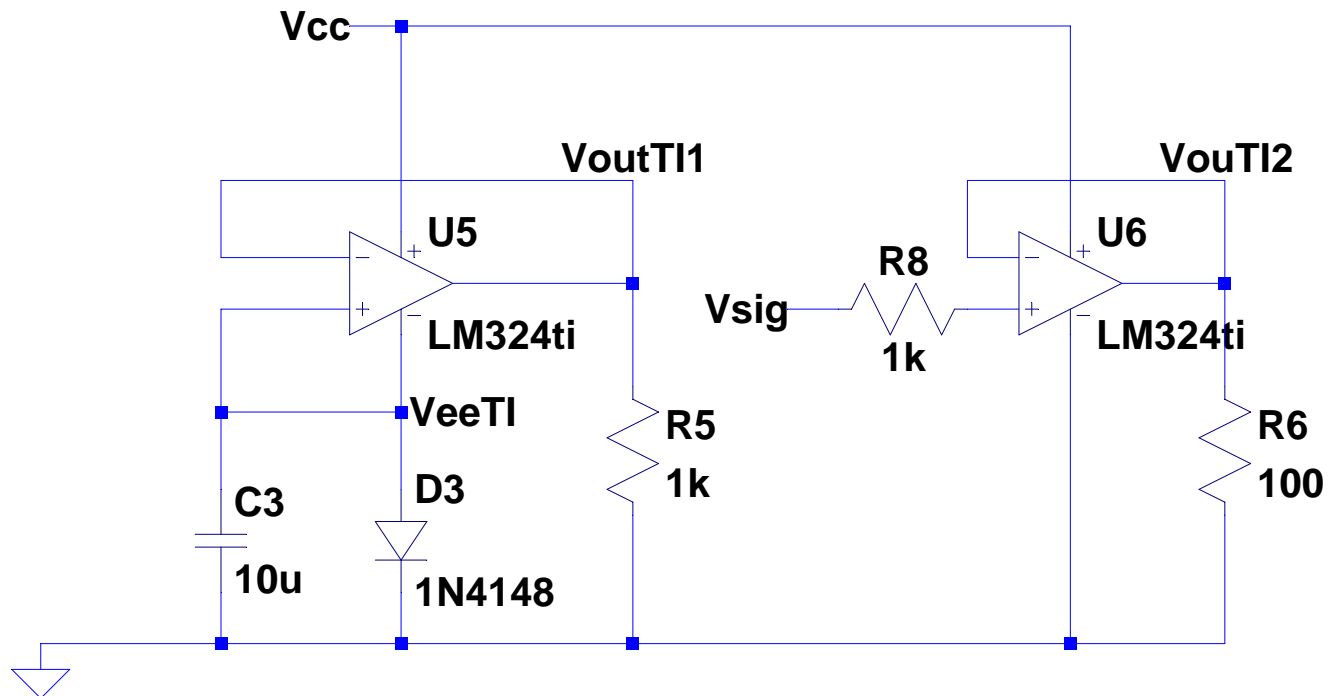 Vcc
VoutTI1
VouTI2
U5
U6
R8
Vsig
LM324ti
1k
LM324ti
VeeTI
R5
R6
1k
100
C3
D3
10u
1N4148